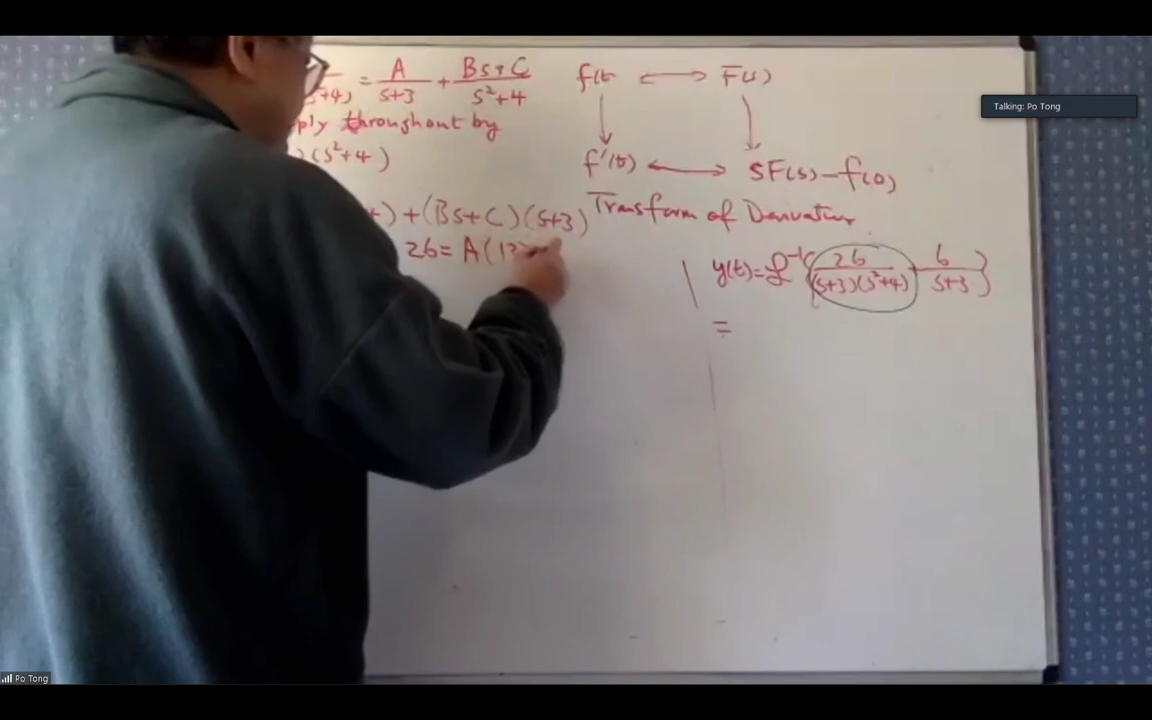 = A/(s+3) + (Bs+C)/(s²+4)
throughout by
(s²+4)
+ (Bs+C)(s+3)
26 = A(13)
f(t) ⟷ F(s)
f'(t) ⟷ sF(s) – f(0)
Transform of Derivative
y(t) = ℒ⁻¹{ 26/((s+3)(s²+4)) + 6/(s+3) }
=
Talking: Po Tong
Po Tong